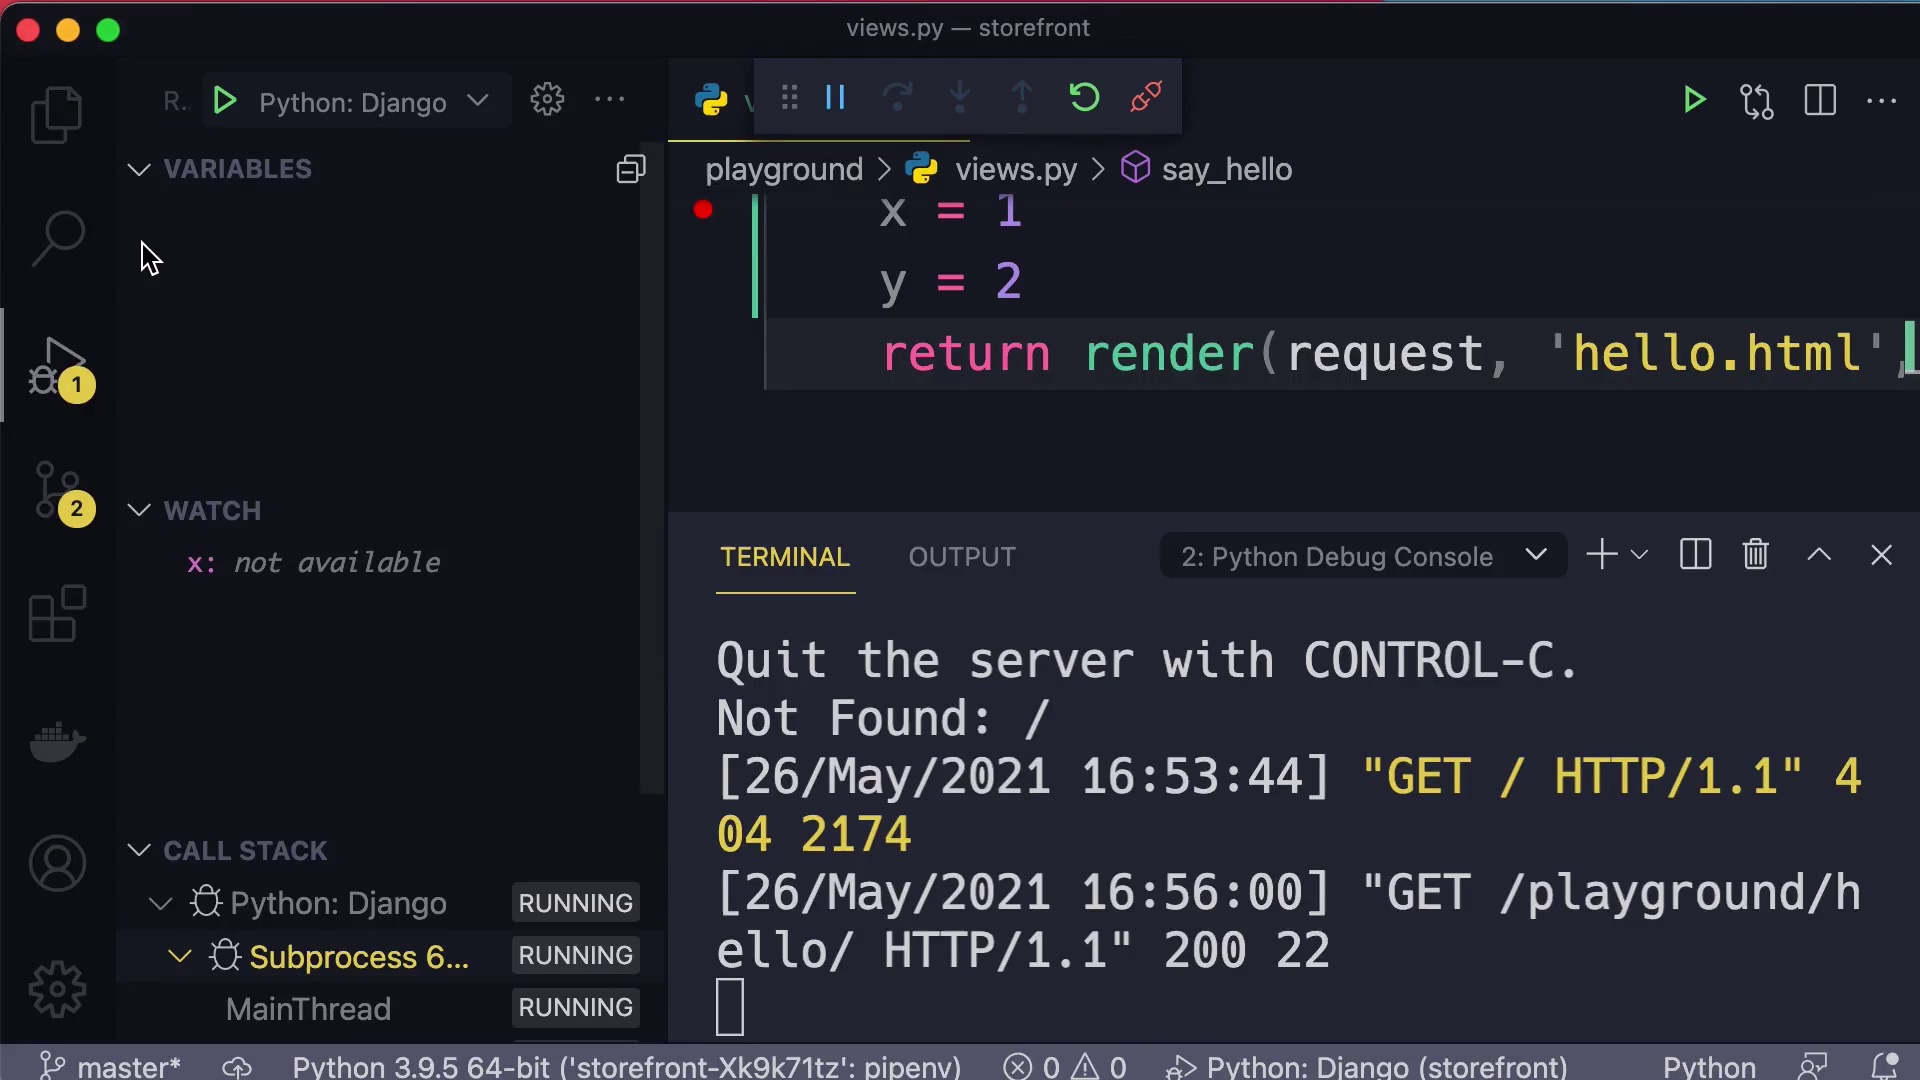 views.py — storefront
R..
Python: Django
VARIABLES
playground > views.py > say_hello
x = 1
y = 2
return render(request, 'hello.html',
1
2
WATCH
x: not available
TERMINAL
OUTPUT
2: Python Debug Console
Quit the server with CONTROL-C.
Not Found: /
[26/May/2021 16:53:44] "GET / HTTP/1.1" 4
04 2174
[26/May/2021 16:56:00] "GET /playground/h
ello/ HTTP/1.1" 200 22
CALL STACK
Python: Django RUNNING
Subprocess 6... RUNNING
MainThread RUNNING
master* Python 3.9.5 64-bit ('storefront-Xk9k71tz': pipenv) 0 0 Python: Django (storefront) Python